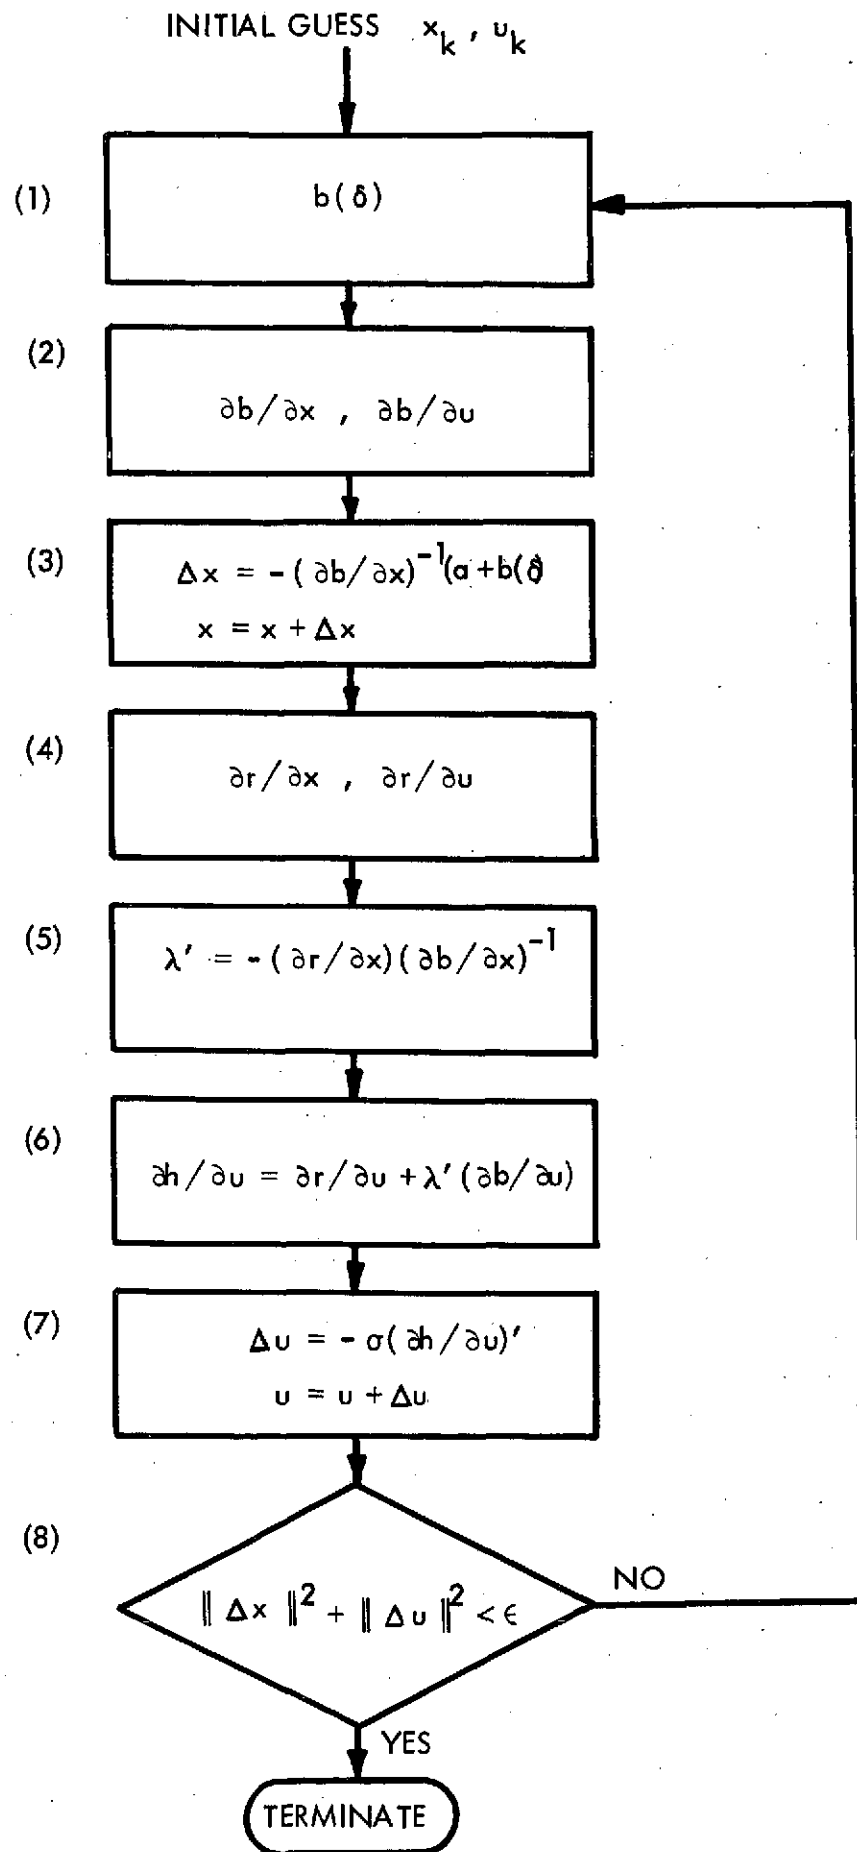 INITIAL GUESS x_k , u_k
(1)
b(δ)
(2)
∂b/∂x , ∂b/∂u
(3)
Δx = -(∂b/∂x)^-1(a+b(δ)
x = x + Δx
(4)
∂r/∂x , ∂r/∂u
(5)
λ′ = -(∂r/∂x)(∂b/∂x)^-1
(6)
∂h/∂u = ∂r/∂u + λ′(∂b/∂u)
(7)
Δu = -σ(∂h/∂u)′
u = u + Δu
(8)
‖Δx‖² + ‖Δu‖² < ϵ
NO
YES
TERMINATE